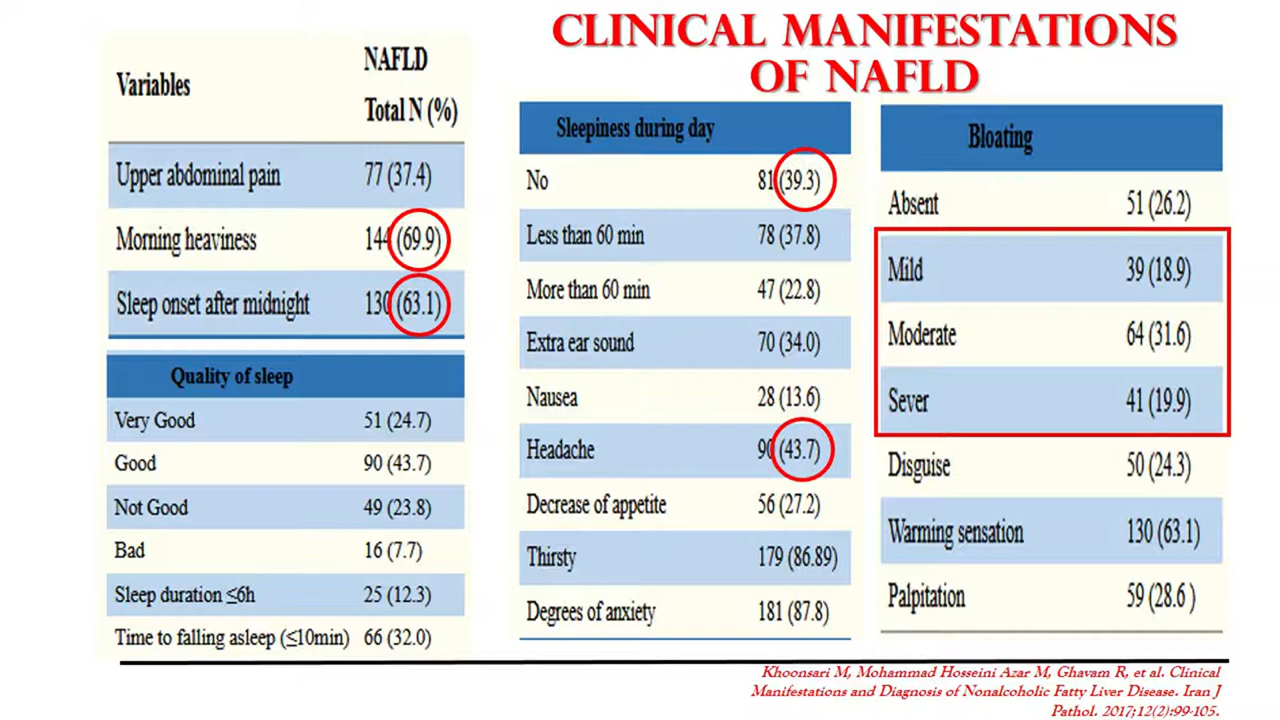 CLINICAL MANIFESTATIONS
OF NAFLD
Variables
NAFLD
Total N (%)
Upper abdominal pain 77 (37.4)
Morning heaviness 144 (69.9)
Sleep onset after midnight 130 (63.1)
Quality of sleep
Very Good 51 (24.7)
Good 90 (43.7)
Not Good 49 (23.8)
Bad 16 (7.7)
Sleep duration ≤6h 25 (12.3)
Time to falling asleep (≤10min) 66 (32.0)
Sleepiness during day
No 81 (39.3)
Less than 60 min 78 (37.8)
More than 60 min 47 (22.8)
Extra ear sound 70 (34.0)
Nausea 28 (13.6)
Headache 90 (43.7)
Decrease of appetite 56 (27.2)
Thirsty 179 (86.89)
Degrees of anxiety 181 (87.8)
Bloating
Absent 51 (26.2)
Mild 39 (18.9)
Moderate 64 (31.6)
Sever 41 (19.9)
Disguise 50 (24.3)
Warming sensation 130 (63.1)
Palpitation 59 (28.6 )
Khoonsari M, Mohammad Hosseini Azar M, Ghavam R, et al. Clinical
Manifestations and Diagnosis of Nonalcoholic Fatty Liver Disease. Iran J
Pathol. 2017;12(2):99-105.